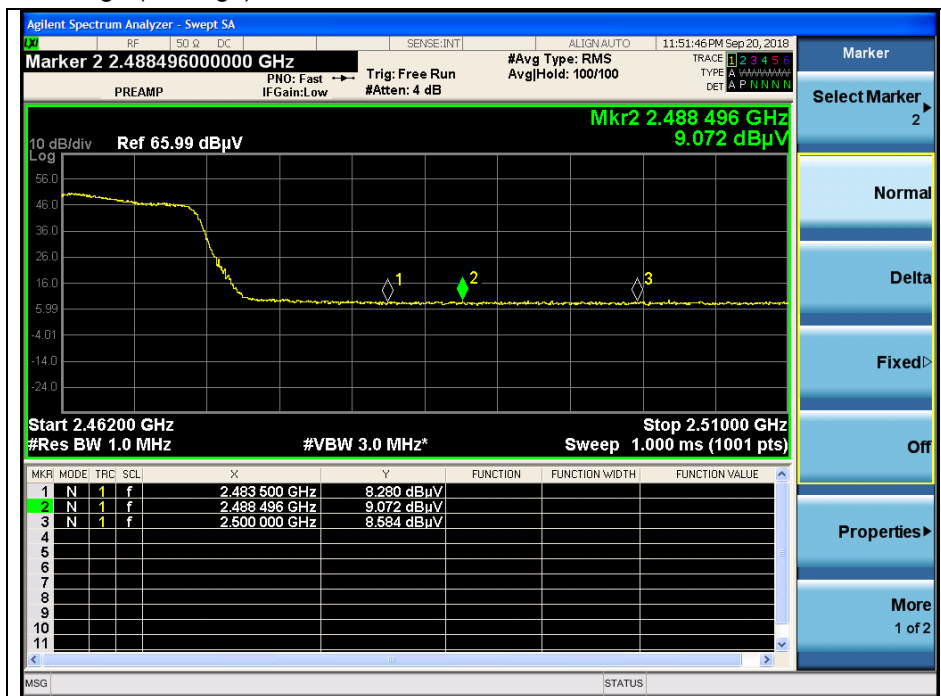 Agilent Spectrum Analyzer - Swept SA
LXI RF 50 Ω DC SENSE:INT ALIGN AUTO 11:51:46 PM Sep 20, 2018
Marker 2 2.488496000000 GHz
PREAMP
PNO: Fast
IFGain:Low
Trig: Free Run
#Atten: 4 dB
#Avg Type: RMS
Avg|Hold: 100/100
TRACE 1 2 3 4 5 6
TYPE A WWWWW
DET A P N N N N
Mkr2 2.488 496 GHz
9.072 dBµV
10 dB/div Ref 65.99 dBµV
Log
56.0
46.0
36.0
26.0
16.0
5.99
-4.01
-14.0
-24.0
1
2
3
Start 2.46200 GHz Stop 2.51000 GHz
#Res BW 1.0 MHz #VBW 3.0 MHz* Sweep 1.000 ms (1001 pts)
MKR MODE TRC SCL X Y FUNCTION FUNCTION WIDTH FUNCTION VALUE
1 N 1 f 2.483 500 GHz 8.280 dBµV
2 N 1 f 2.488 496 GHz 9.072 dBµV
3 N 1 f 2.500 000 GHz 8.584 dBµV
4
5
6
7
8
9
10
11
MSG STATUS
Marker
Select Marker
2
Normal
Delta
Fixed
Off
Properties
More
1 of 2